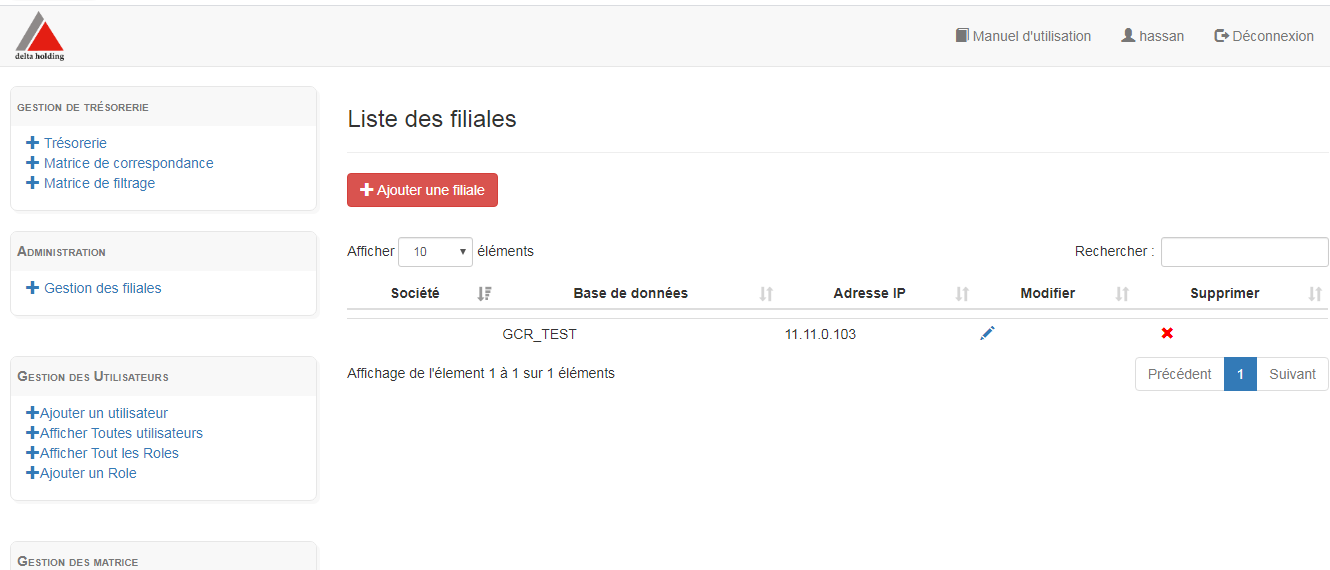 delta holding
Manuel d'utilisation hassan Déconnexion
GESTION DE TRÉSORERIE
Trésorerie
Matrice de correspondance
Matrice de filtrage
ADMINISTRATION
Gestion des filiales
GESTION DES UTILISATEURS
Ajouter un utilisateur
Afficher Toutes utilisateurs
Afficher Tout les Roles
Ajouter un Role
GESTION DES MATRICE
Liste des filiales
Ajouter une filiale
Afficher 10 éléments Rechercher :
Société Base de données Adresse IP Modifier Supprimer
GCR_TEST 11.11.0.103
Affichage de l'élement 1 à 1 sur 1 éléments
Précédent 1 Suivant